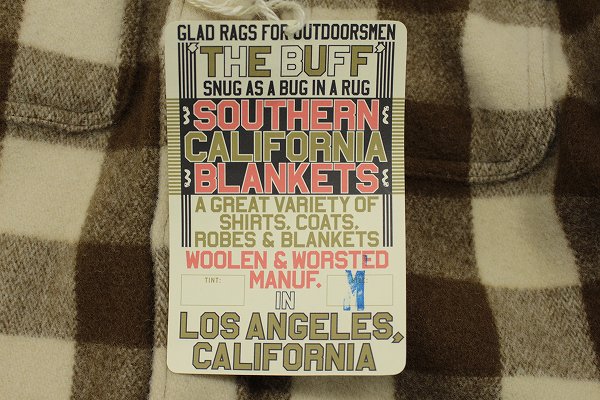 GLAD RAGS FOR OUTDOORSMEN
'THE BUFF'
SNUG AS A BUG IN A RUG
SOUTHERN
CALIFORNIA
BLANKETS
A GREAT VARIETY OF
SHIRTS, COATS,
ROBES & BLANKETS
WOOLEN & WORSTED
MANUF.
TINT:
IN
LOS ANGELES,
CALIFORNIA